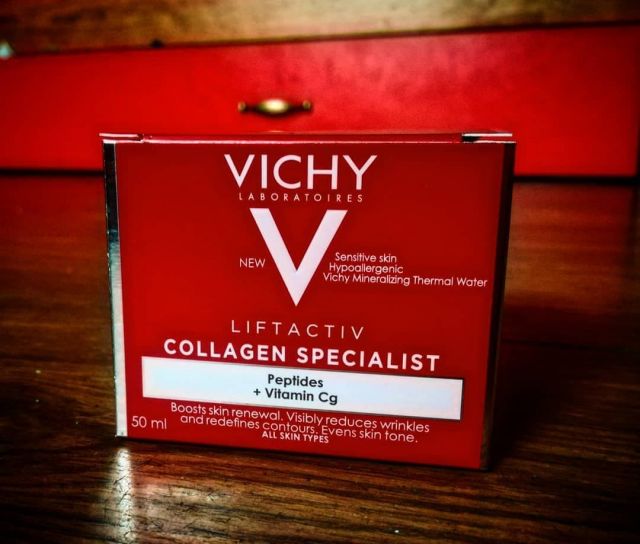 VICHY
LABORATOIRES
V
NEW
Sensitive skin
Hypoallergenic
Vichy Mineralizing Thermal Water
LIFTACTIV
COLLAGEN SPECIALIST
Peptides
+ Vitamin Cg
Boosts skin renewal. Visibly reduces wrinkles
and redefines contours. Evens skin tone.
50 ml
ALL SKIN TYPES